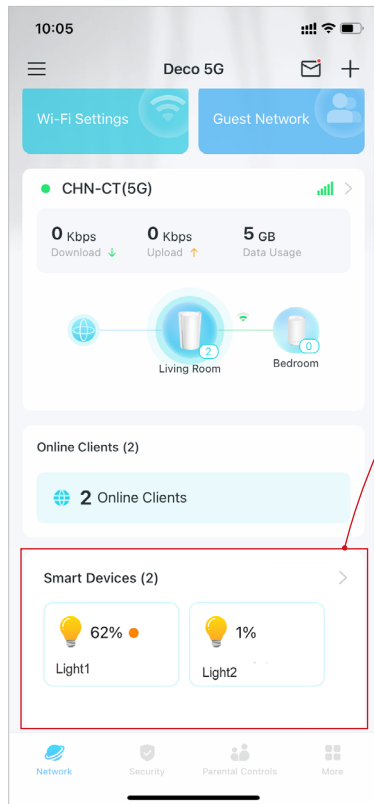 10:05
Deco 5G
Wi-Fi Settings
Guest Network
CHN-CT(5G)
0 Kbps
Download ↓
0 Kbps
Upload ↑
5 GB
Data Usage
2
Living Room
0
Bedroom
Online Clients (2)
2 Online Clients
Smart Devices (2)
62%
Light1
1%
Light2
Network
Security
Parental Controls
More